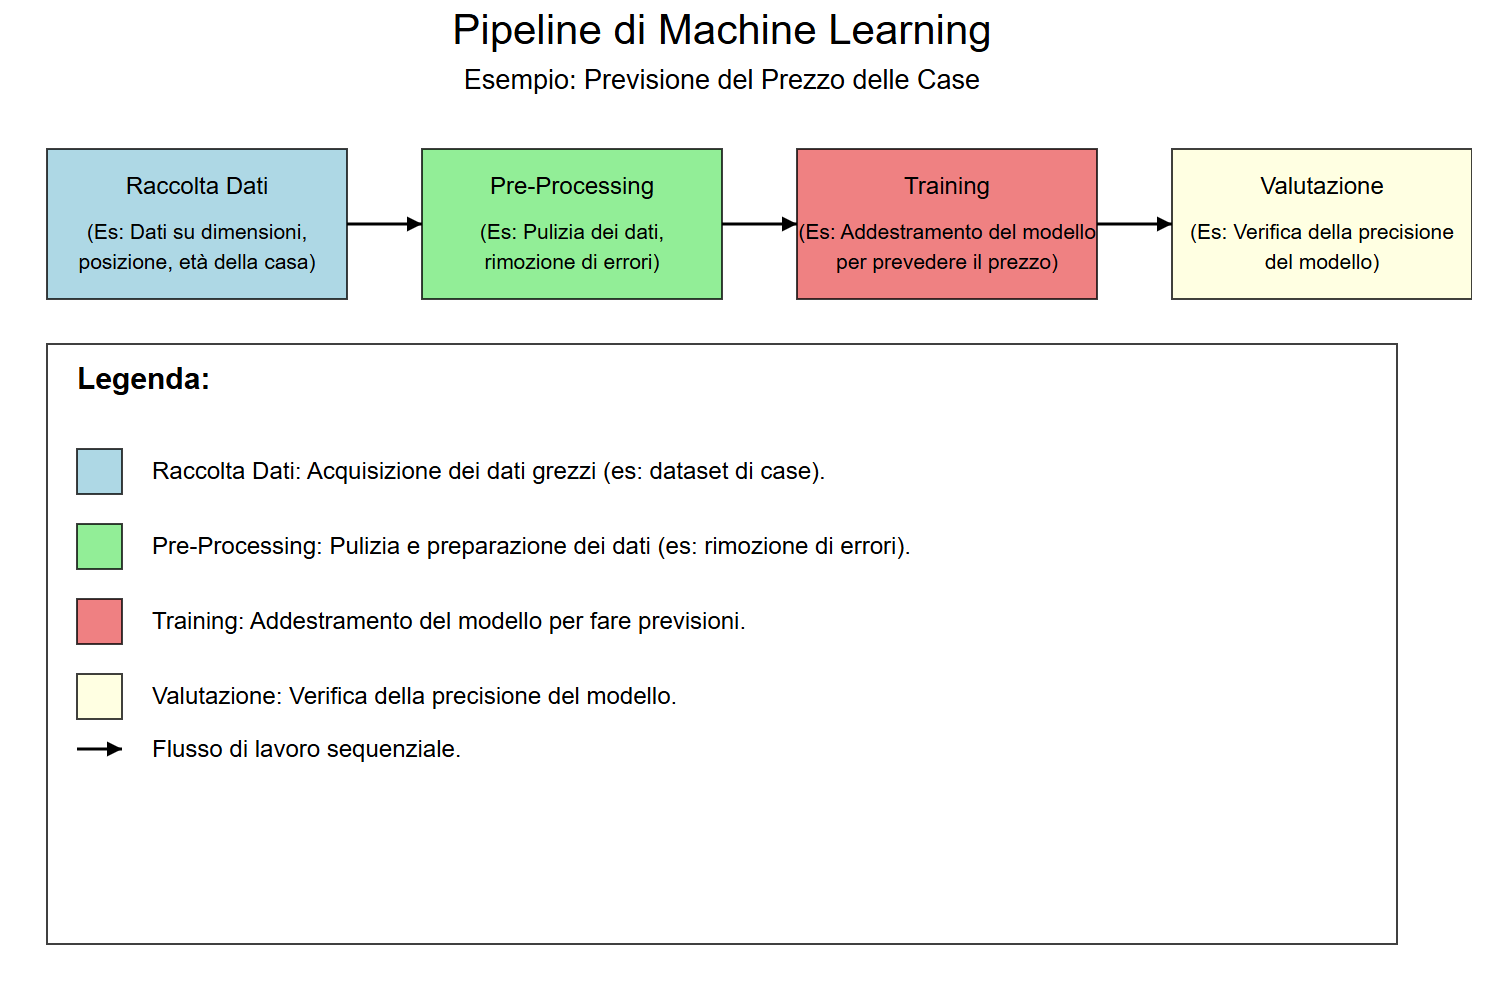 Pipeline di Machine Learning
Esempio: Previsione del Prezzo delle Case
Raccolta Dati
(Es: Dati su dimensioni,
posizione, età della casa)
Pre-Processing
(Es: Pulizia dei dati,
rimozione di errori)
Training
(Es: Addestramento del modello
per prevedere il prezzo)
Valutazione
(Es: Verifica della precisione
del modello)
Legenda:
Raccolta Dati: Acquisizione dei dati grezzi (es: dataset di case).
Pre-Processing: Pulizia e preparazione dei dati (es: rimozione di errori).
Training: Addestramento del modello per fare previsioni.
Valutazione: Verifica della precisione del modello.
Flusso di lavoro sequenziale.